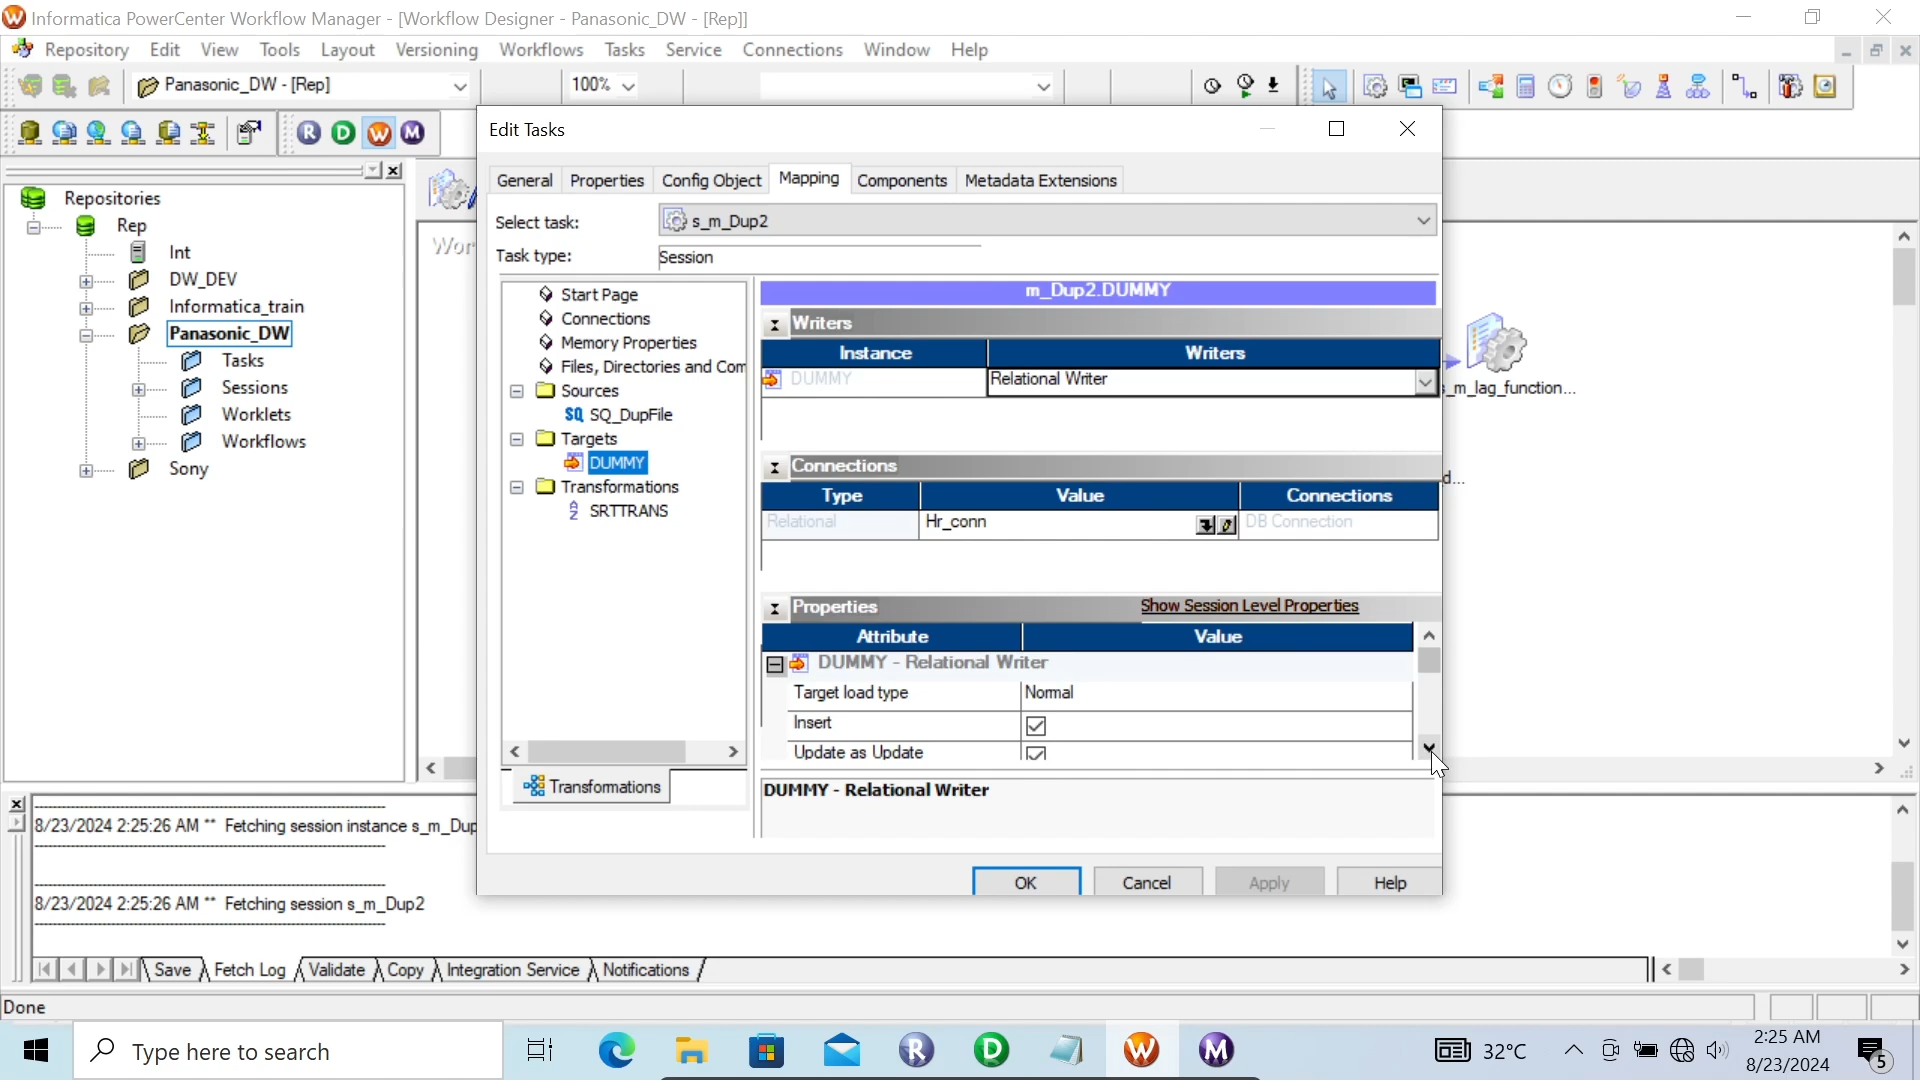 Informatica PowerCenter Workflow Manager - [Workflow Designer - Panasonic_DW - [Rep]]
Repository Edit View Tools Layout Versioning Workflows Tasks Service Connections Window Help
Panasonic_DW - [Rep] 100%
R D W M
Edit Tasks
General Properties Config Object Mapping Components Metadata Extensions
Select task: s_m_Dup2
Task type: Session
Repositories
Rep
Int
DW_DEV
Informatica_train
Panasonic_DW
Tasks
Sessions
Worklets
Workflows
Sony
Wor
Start Page
Connections
Memory Properties
Files, Directories and Com
Sources
SQ SQ_DupFile
Targets
DUMMY
Transformations
SRTTRANS
Transformations
m_Dup2.DUMMY
Writers
Instance Writers
DUMMY Relational Writer
Connections
Type Value Connections
Relational Hr_conn DB Connection
Properties Show Session Level Properties
Attribute Value
DUMMY - Relational Writer
Target load type Normal
Insert
Update as Update
DUMMY - Relational Writer
OK Cancel Apply Help
s_m_lag_function...
d...
8/23/2024 2:25:26 AM ** Fetching session instance s_m_Dup
8/23/2024 2:25:26 AM ** Fetching session s_m_Dup2
Save Fetch Log Validate Copy Integration Service Notifications
Done
Type here to search
R D W M
32°C
2:25 AM
8/23/2024
5